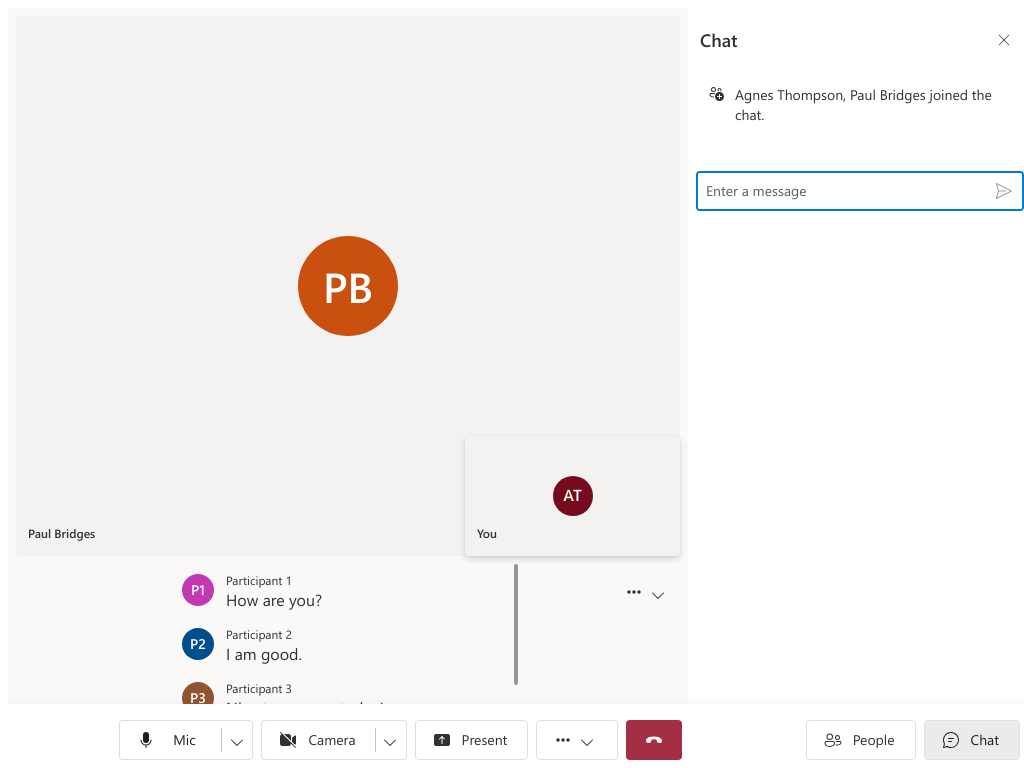 Chat
Agnes Thompson, Paul Bridges joined the
chat.
Enter a message
PB
AT
Paul Bridges
You
P1
Participant 1
How are you?
P2
Participant 2
I am good.
P3
Participant 3
Mic
Camera
Present
People
Chat